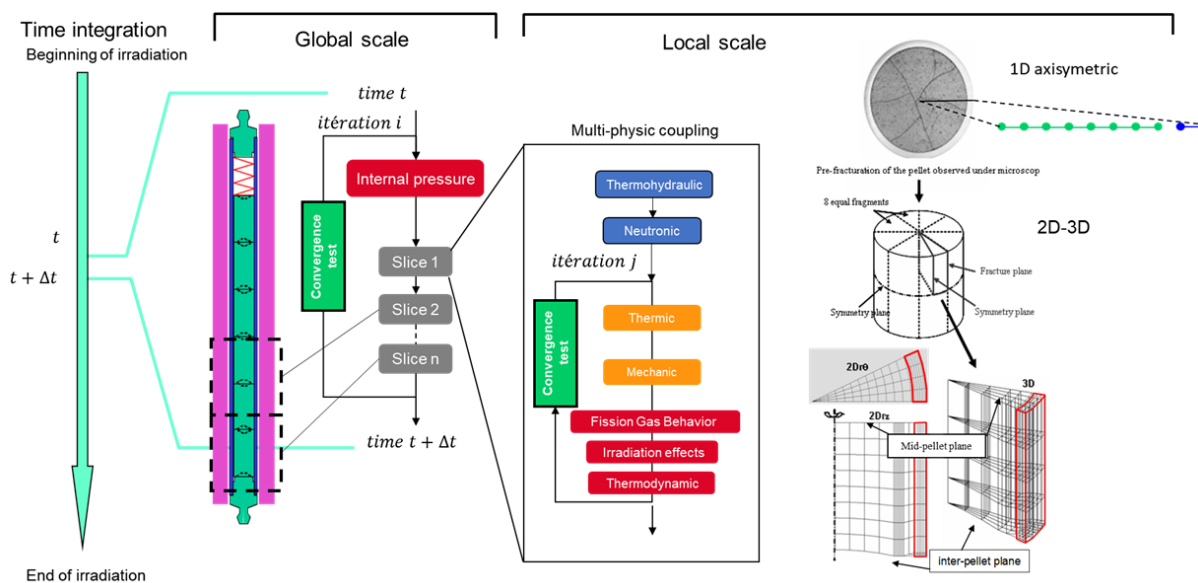 Time integration
Beginning of irradiation
t
t + Δt
End of irradiation
Global scale
time t
itération i
Internal pressure
Convergence
test
Slice 1
Slice 2
Slice n
time t + Δt
Local scale
Multi-physic coupling
Thermohydraulic
Neutronic
itération j
Convergence
test
Thermic
Mechanic
Fission Gas Behavior
Irradiation effects
Thermodynamic
1D axisymetric
Pre-fracturation of the pellet observed under microscop
8 equal fragments
2D-3D
Fracture plane
Symmetry plane
Symmetry plane
2Drθ
3D
2Drz
Mid-pellet plane
inter-pellet plane